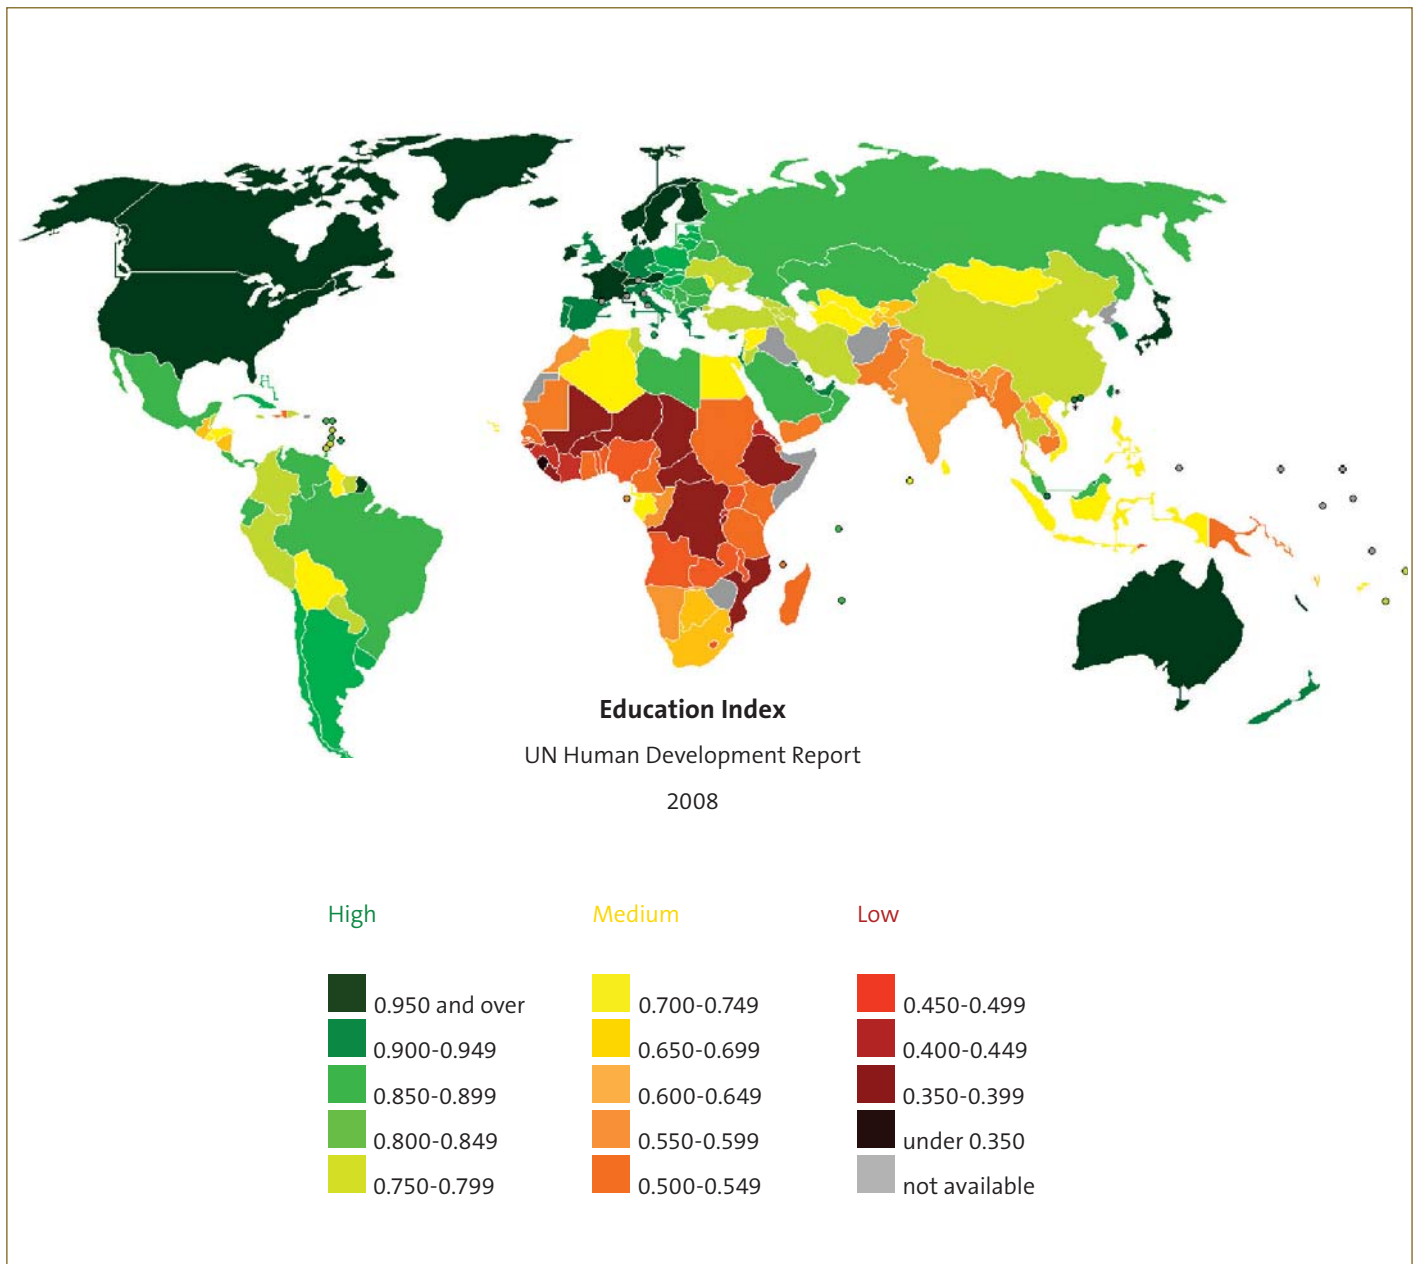 Education Index
UN Human Development Report
2008
High
0.950 and over
0.900-0.949
0.850-0.899
0.800-0.849
0.750-0.799
Medium
0.700-0.749
0.650-0.699
0.600-0.649
0.550-0.599
0.500-0.549
Low
0.450-0.499
0.400-0.449
0.350-0.399
under 0.350
not available